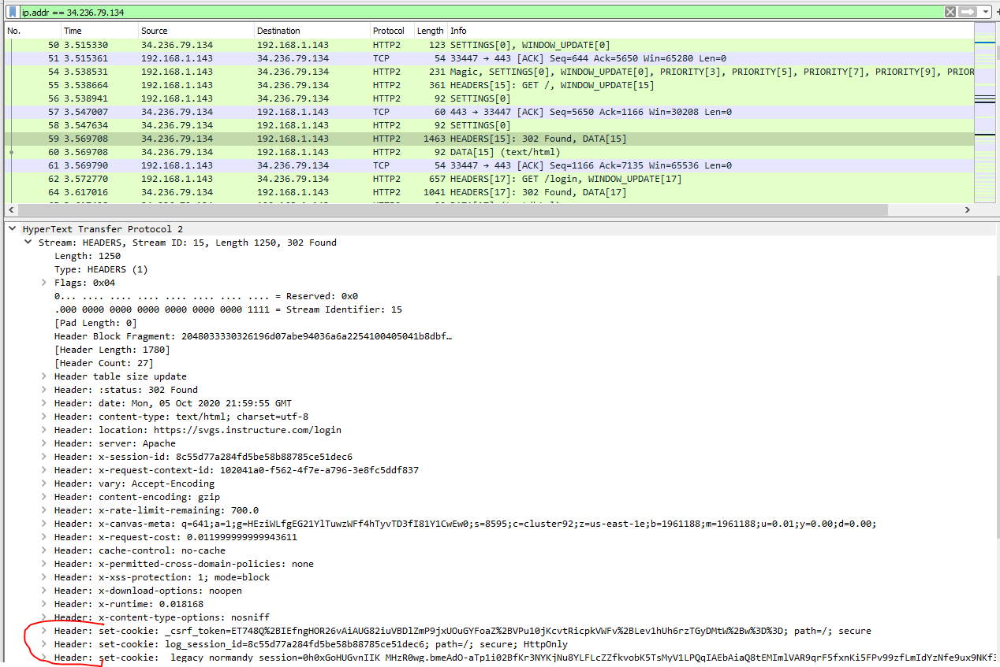 ip.addr == 34.236.79.134
No. Time Source Destination Protocol Length Info
50 3.515330 34.236.79.134 192.168.1.143 HTTP2 123 SETTINGS[0], WINDOW_UPDATE[0]
51 3.515361 192.168.1.143 34.236.79.134 TCP 54 33447 → 443 [ACK] Seq=644 Ack=5650 Win=65280 Len=0
54 3.538531 192.168.1.143 34.236.79.134 HTTP2 231 Magic, SETTINGS[0], WINDOW_UPDATE[0], PRIORITY[3], PRIORITY[5], PRIORITY[7], PRIORITY[9], PRIOR
55 3.538664 192.168.1.143 34.236.79.134 HTTP2 361 HEADERS[15]: GET /, WINDOW_UPDATE[15]
56 3.538941 192.168.1.143 34.236.79.134 HTTP2 92 SETTINGS[0]
57 3.547007 34.236.79.134 192.168.1.143 TCP 60 443 → 33447 [ACK] Seq=5650 Ack=1166 Win=30208 Len=0
58 3.547634 34.236.79.134 192.168.1.143 HTTP2 92 SETTINGS[0]
59 3.569708 34.236.79.134 192.168.1.143 HTTP2 1463 HEADERS[15]: 302 Found, DATA[15]
60 3.569708 34.236.79.134 192.168.1.143 HTTP2 92 DATA[15] (text/html)
61 3.569790 192.168.1.143 34.236.79.134 TCP 54 33447 → 443 [ACK] Seq=1166 Ack=7135 Win=65536 Len=0
62 3.572770 192.168.1.143 34.236.79.134 HTTP2 657 HEADERS[17]: GET /login, WINDOW_UPDATE[17]
64 3.617016 34.236.79.134 192.168.1.143 HTTP2 1041 HEADERS[17]: 302 Found, DATA[17]
HyperText Transfer Protocol 2
Stream: HEADERS, Stream ID: 15, Length 1250, 302 Found
Length: 1250
Type: HEADERS (1)
Flags: 0x04
0... .... .... .... .... .... .... .... = Reserved: 0x0
.000 0000 0000 0000 0000 0000 0000 1111 = Stream Identifier: 15
[Pad Length: 0]
Header Block Fragment: 2048033330326196d07abe94036a6a2254100405041b8dbf…
[Header Length: 1780]
[Header Count: 27]
Header table size update
Header: :status: 302 Found
Header: date: Mon, 05 Oct 2020 21:59:55 GMT
Header: content-type: text/html; charset=utf-8
Header: location: https://svgs.instructure.com/login
Header: server: Apache
Header: x-session-id: 8c55d77a284fd5be58b88785ce51dec6
Header: x-request-context-id: 102041a0-f562-4f7e-a796-3e8fc5ddf837
Header: vary: Accept-Encoding
Header: content-encoding: gzip
Header: x-rate-limit-remaining: 700.0
Header: x-canvas-meta: q=641;a=1;g=HEziWLfgEG21YlTuwzWFf4hTyvTD3fI81Y1CwEw0;s=8595;c=cluster92;z=us-east-1e;b=1961188;m=1961188;u=0.01;y=0.00;d=0.00;
Header: x-request-cost: 0.011999999999943611
Header: cache-control: no-cache
Header: x-permitted-cross-domain-policies: none
Header: x-xss-protection: 1; mode=block
Header: x-download-options: noopen
Header: x-runtime: 0.018168
Header: x-content-type-options: nosniff
Header: set-cookie: _csrf_token=ET748Q%2BIEfngHOR26vAiAUG82iuVBDlZmP9jxUOuGYFoaZ%2BVPu10jKcvtRicpkVWFv%2BLev1hUh6rzTGyDMtW%2Bw%3D%3D; path=/; secure
Header: set-cookie: log_session_id=8c55d77a284fd5be58b88785ce51dec6; path=/; secure; HttpOnly
Header: set-cookie: legacy normandy session=0h0xGoHUGvnIIK MHzR0wg.bmeAdO-aTp1i02BfKr3NYKjNu8YLFLcZZfkvobK5TsMyV1LPQqIAEbAiaQ8tEMImlVAR9qrF5fxnKi5FPv99zfLmIdYzNfe9ux9NKf3